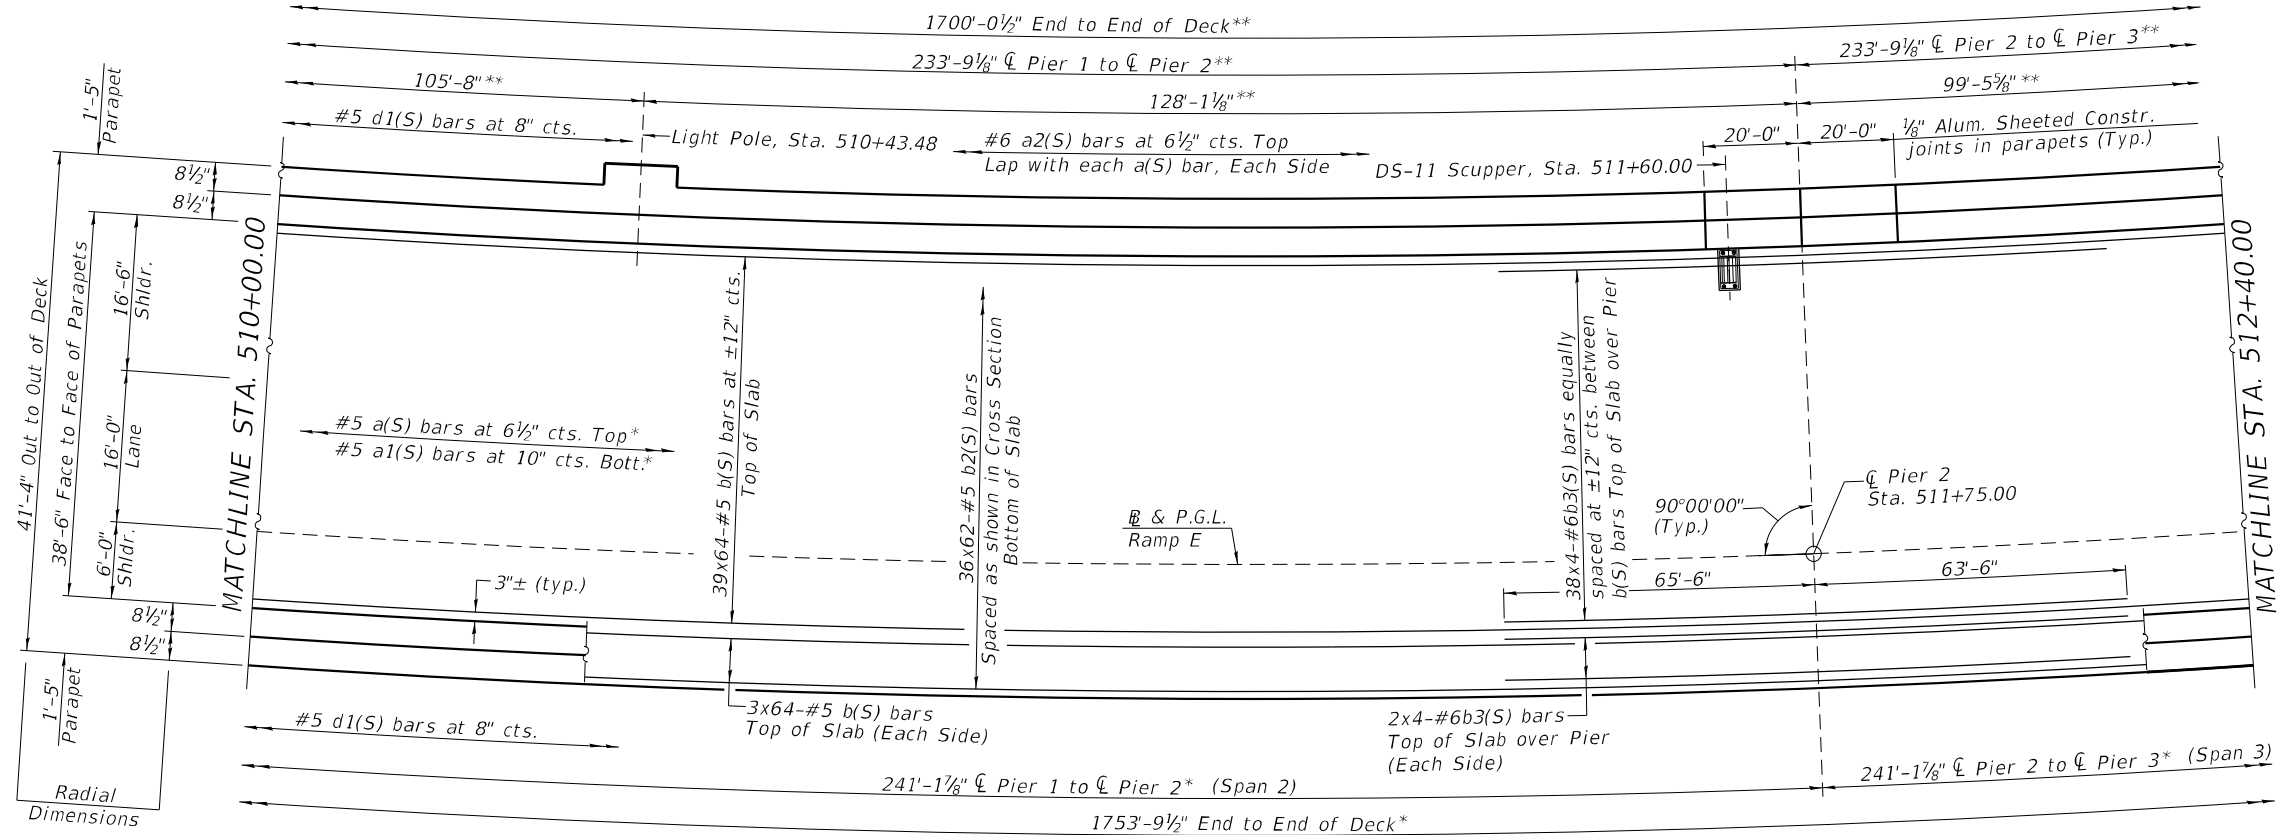 1700'-0½" End to End of Deck**
233'-9⅛" ℄ Pier 1 to ℄ Pier 2**
233'-9⅛" ℄ Pier 2 to ℄ Pier 3**
105'-8"**
128'-1⅛"**
99'-5⅝"**
1'-5"
Parapet
#5 d1(S) bars at 8" cts.
Light Pole, Sta. 510+43.48
#6 a2(S) bars at 6½" cts. Top
Lap with each a(S) bar, Each Side
DS-11 Scupper, Sta. 511+60.00
20'-0"
20'-0"
⅛" Alum. Sheeted Constr.
joints in parapets (Typ.)
8½"
8½"
41'-4" Out to Out of Deck
38'-6" Face to Face of Parapets
16'-6"
Shldr.
16'-0"
Lane
6'-0"
Shldr.
MATCHLINE STA. 510+00.00
#5 a(S) bars at 6½" cts. Top*
#5 a1(S) bars at 10" cts. Bott.*
39x64-#5 b(S) bars at ±12" cts.
Top of Slab
36x62-#5 b2(S) bars
Spaced as shown in Cross Section
Bottom of Slab
38x4-#6b3(S) bars equally
spaced at ±12" cts. between
b(S) bars Top of Slab over Pier
B̲L & P.G.L.
Ramp E
90°00'00"
(Typ.)
℄ Pier 2
Sta. 511+75.00
MATCHLINE STA. 512+40.00
3"± (typ.)
65'-6"
63'-6"
8½"
8½"
1'-5"
Parapet
#5 d1(S) bars at 8" cts.
3x64-#5 b(S) bars
Top of Slab (Each Side)
2x4-#6b3(S) bars
Top of Slab over Pier
(Each Side)
Radial
Dimensions
241'-1⅞" ℄ Pier 1 to ℄ Pier 2* (Span 2)
241'-1⅞" ℄ Pier 2 to ℄ Pier 3* (Span 3)
1753'-9½" End to End of Deck*